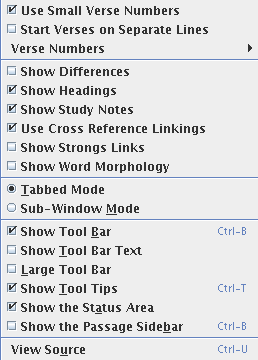 Use Small Verse Numbers
Start Verses on Separate Lines
Verse Numbers
Show Differences
Show Headings
Show Study Notes
Use Cross Reference Linkings
Show Strongs Links
Show Word Morphology
Tabbed Mode
Sub-Window Mode
Show Tool Bar Ctrl-B
Show Tool Bar Text
Large Tool Bar
Show Tool Tips Ctrl-T
Show the Status Area
Show the Passage Sidebar Ctrl-B
View Source Ctrl-U